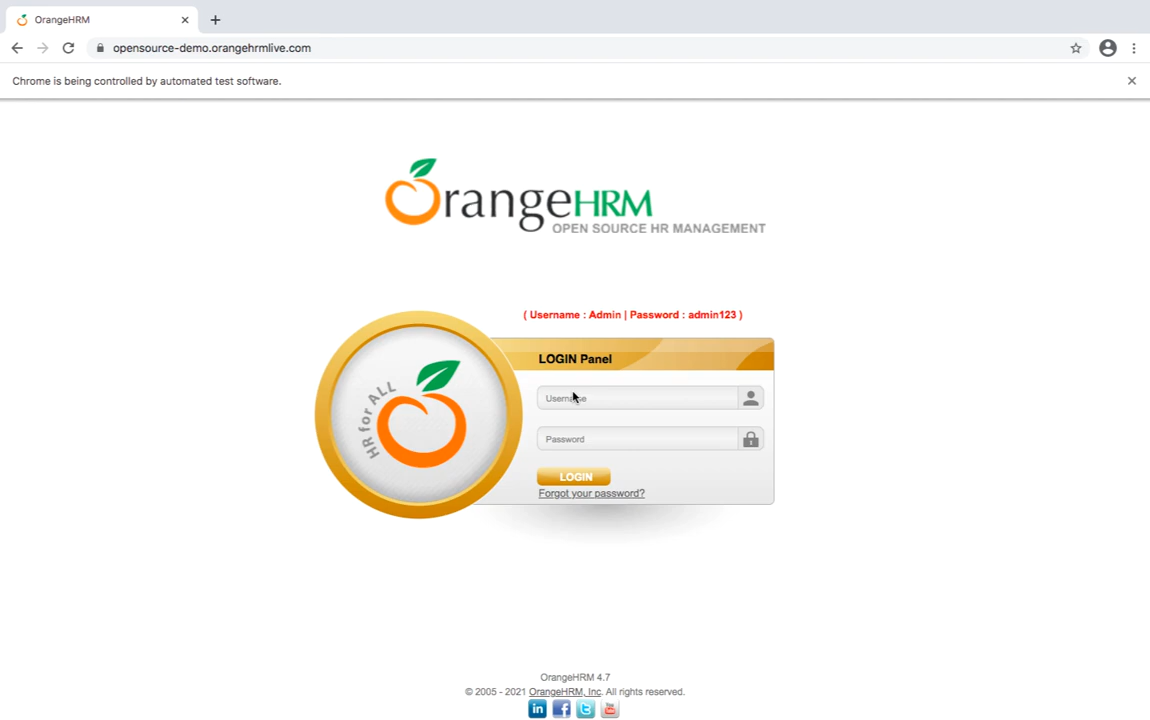 OrangeHRM
opensource-demo.orangehrmlive.com
Chrome is being controlled by automated test software.
OrangeHRM
OPEN SOURCE HR MANAGEMENT
( Username : Admin | Password : admin123 )
LOGIN Panel
HR for ALL
Username
Password
LOGIN
Forgot your password?
OrangeHRM 4.7
© 2005 - 2021 OrangeHRM, Inc. All rights reserved.
in f t You